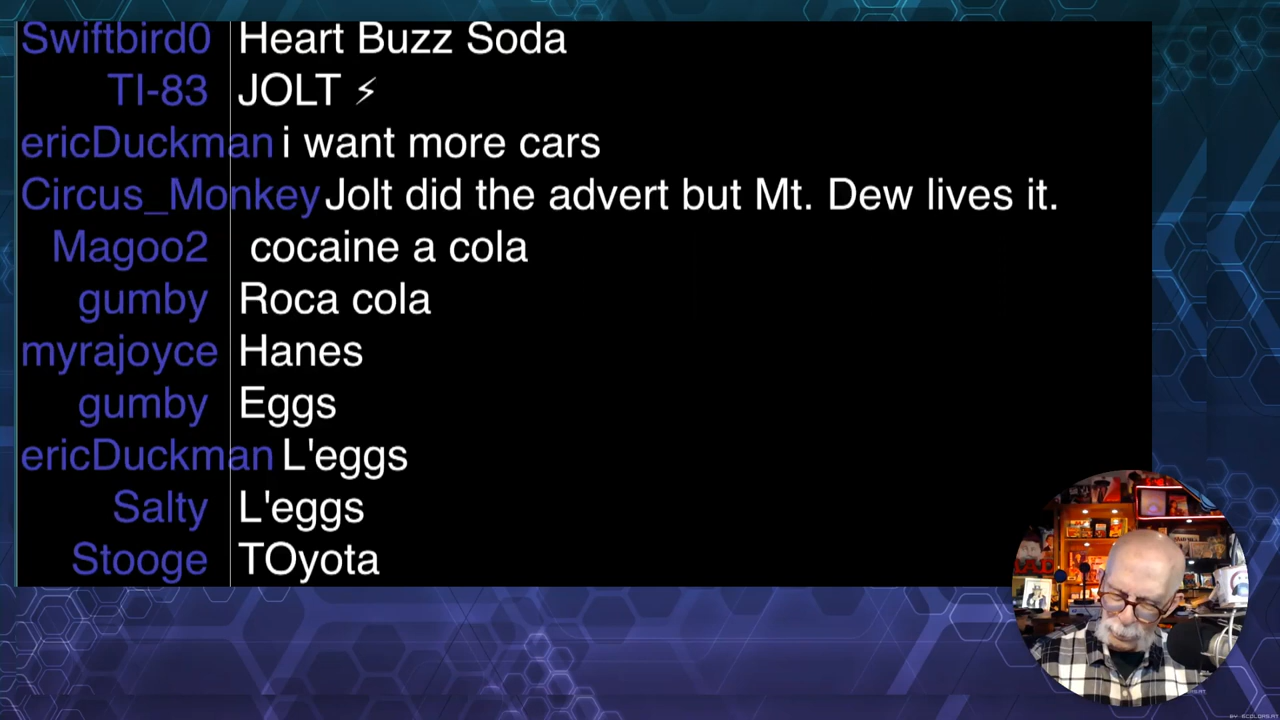 Swiftbird0 Heart Buzz Soda
TI-83 JOLT ⚡
ericDuckman i want more cars
Circus_Monkey Jolt did the advert but Mt. Dew lives it.
Magoo2 cocaine a cola
gumby Roca cola
myrajoyce Hanes
gumby Eggs
ericDuckman L'eggs
Salty L'eggs
Stooge TOyota